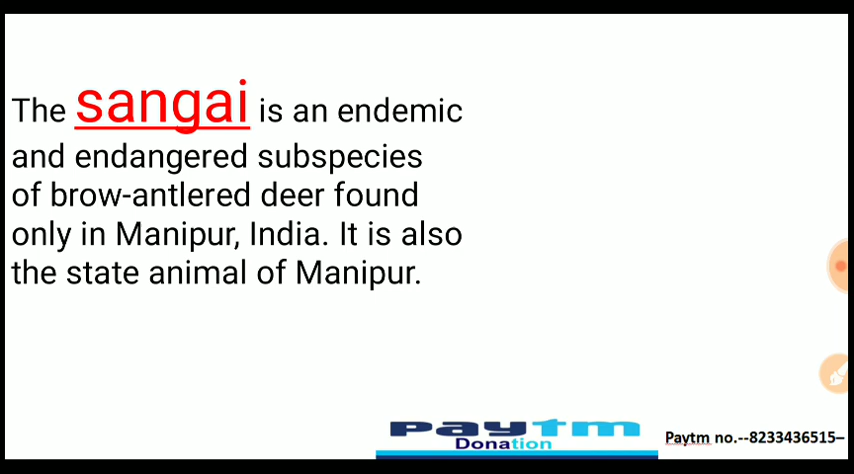 The sangai is an endemic
and endangered subspecies
of brow-antlered deer found
only in Manipur, India. It is also
the state animal of Manipur.
paytm
Donation
Paytm no.--8233436515–